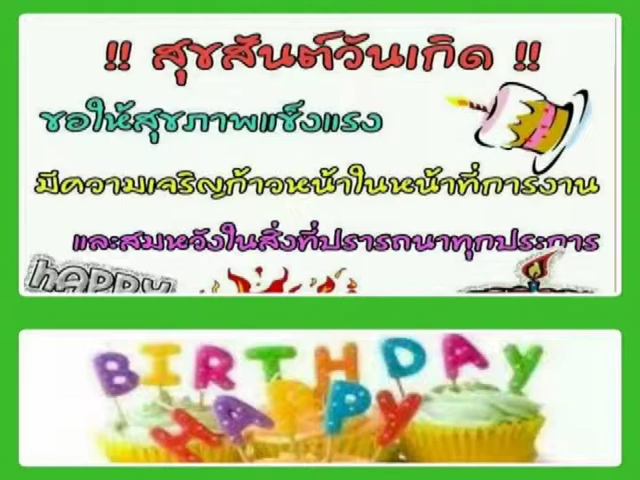 !! สุขสันต์วันเกิด !!
ขอให้สุขภาพแข็งแรง
มีความเจริญก้าวหน้าในหน้าที่การงาน
และสมหวังในสิ่งที่ปรารถนาทุกประการ
HAPPY
BIRTHDAY
HAPPY